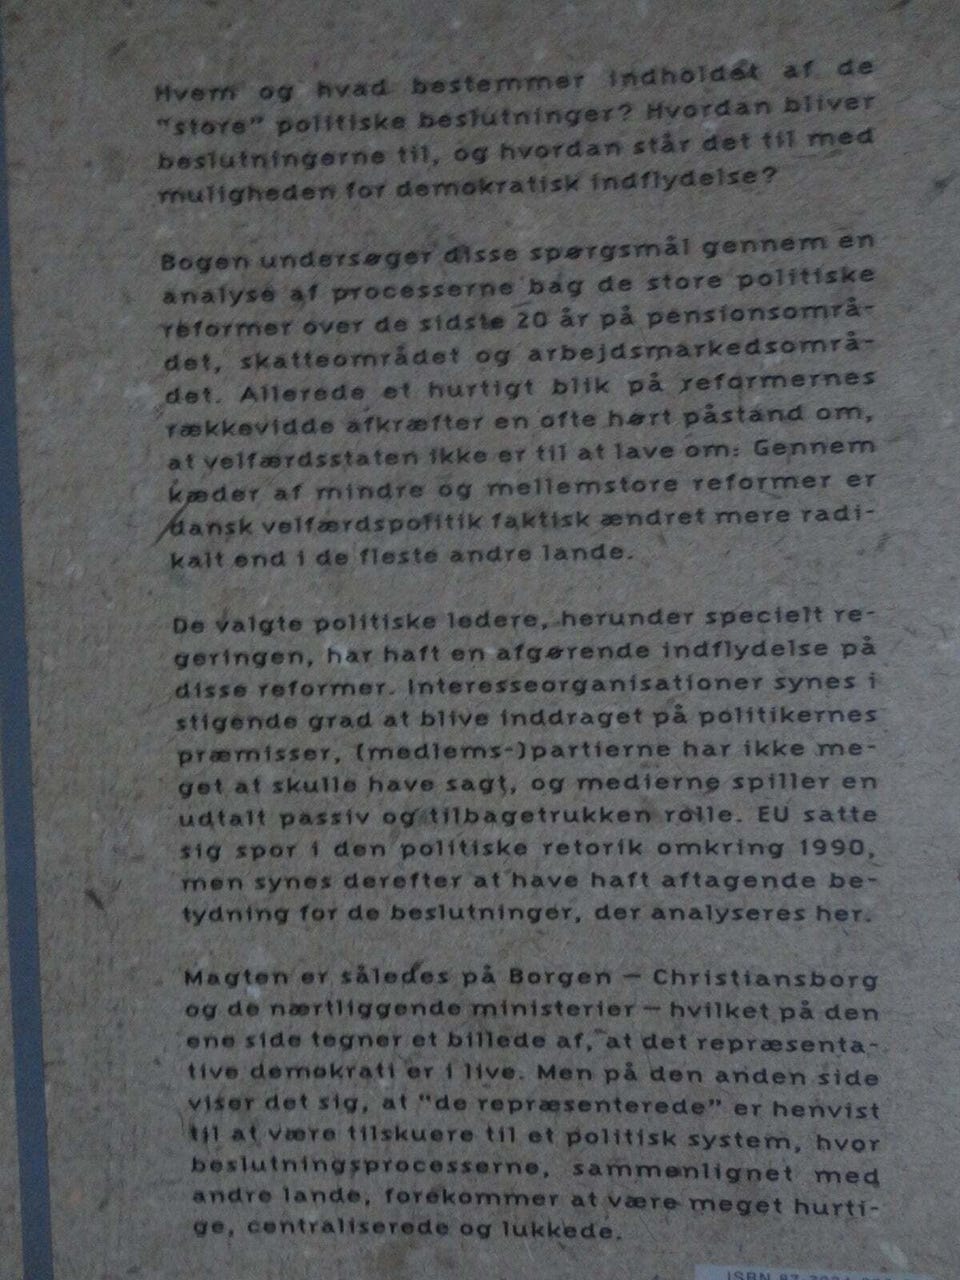 Hvem og hvad bestemmer indholdet af de
"store" politiske beslutninger? Hvordan bliver
beslutningerne til, og hvordan står det til med
muligheden for demokratisk indflydelse?
Bogen undersøger disse spørgsmål gennem en
analyse af processerne bag de store politiske
reformer over de sidste 20 år på pensionsområ-
det, skatteområdet og arbejdsmarkedsområ-
det. Allerede et hurtigt blik på reformernes
rækkevidde afkræfter en ofte hørt påstand om,
at velfærdsstaten ikke er til at lave om: Gennem
kæder af mindre og mellemstore reformer er
dansk velfærdspolitik faktisk ændret mere radi-
kalt end i de fleste andre lande.
De valgte politiske ledere, herunder specielt re-
geringen, har haft en afgørende indflydelse på
disse reformer. Interesseorganisationer synes i
stigende grad at blive inddraget på politikernes
præmisser, (medlems-)partierne har ikke me-
get at skulle have sagt, og medierne spiller en
udtalt passiv og tilbagetrukken rolle. EU satte
sig spor i den politiske retorik omkring 1990,
men synes derefter at have haft aftagende be-
tydning for de beslutninger, der analyseres her.
Magten er således på Borgen – Christiansborg
og de nærtliggende ministerier – hvilket på den
ene side tegner et billede af, at det repræsenta-
tive demokrati er i live. Men på den anden side
viser det sig, at "de repræsenterede" er henvist
til at være tilskuere til et politisk system, hvor
beslutningsprocesserne, sammenlignet med
andre lande, forekommer at være meget hurti-
ge, centraliserede og lukkede.
ISBN 87